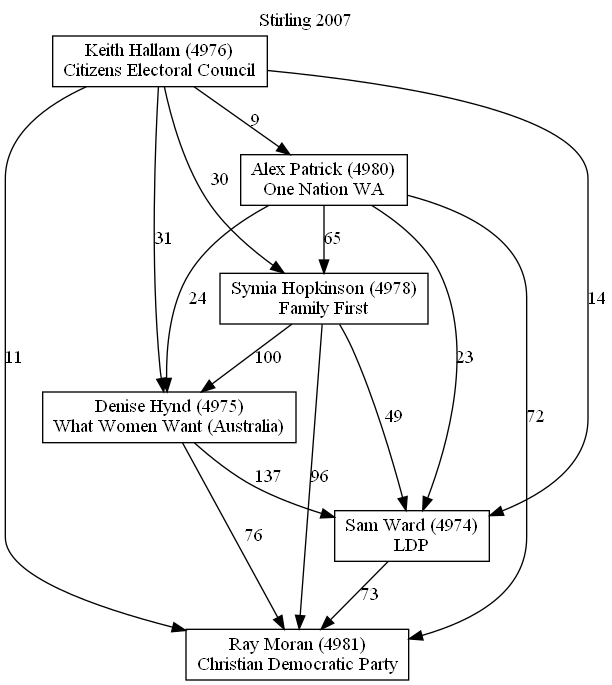 Stirling 2007
Keith Hallam (4976)
Citizens Electoral Council
9
Alex Patrick (4980)
One Nation WA
30
31
65
24
14
Symia Hopkinson (4978)
Family First
11
100
23
Denise Hynd (4975)
What Women Want (Australia)
49
72
137
96
Sam Ward (4974)
LDP
76
73
Ray Moran (4981)
Christian Democratic Party